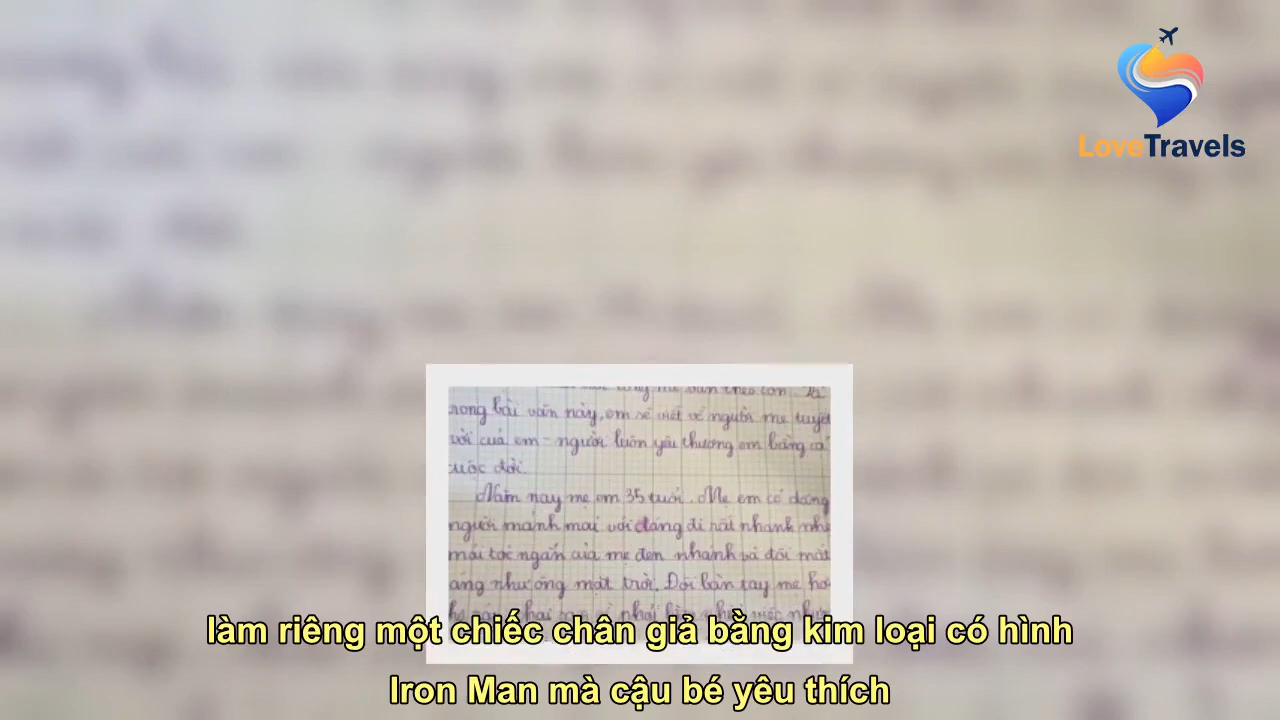 LoveTravels
trong bài văn này, em sẽ viết về người mẹ tuyệt
vời của em - người luôn yêu thương em bằng cả
cuộc đời.
Năm nay mẹ em 35 tuổi. Mẹ em có dáng
người mảnh mai với dáng đi rất nhanh nhẹ
mái tóc ngắn của mẹ đen nhánh và đôi mắt
áng như ông mặt trời. Đôi bàn tay mẹ
làm riêng một chiếc chân giả bằng kim loại có hình
Iron Man mà cậu bé yêu thích